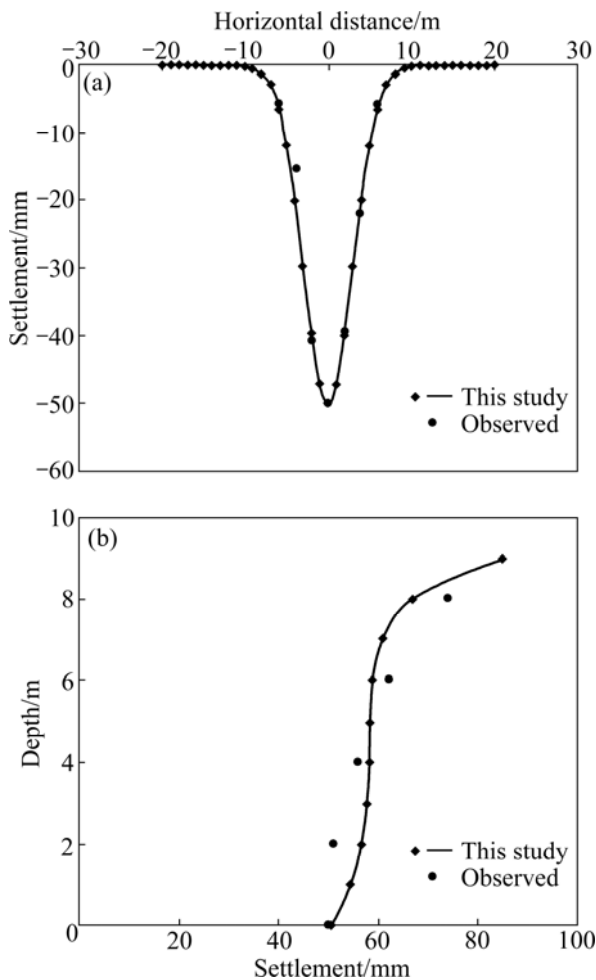 Horizontal distance/m
−30 −20 −10 0 10 20 30
(a)
0
−10
−20
−30
−40
−50
−60
Settlement/mm
This study
Observed
(b)
10
8
6
4
2
0
Depth/m
This study
Observed
20 40 60 80 100
Settlement/mm